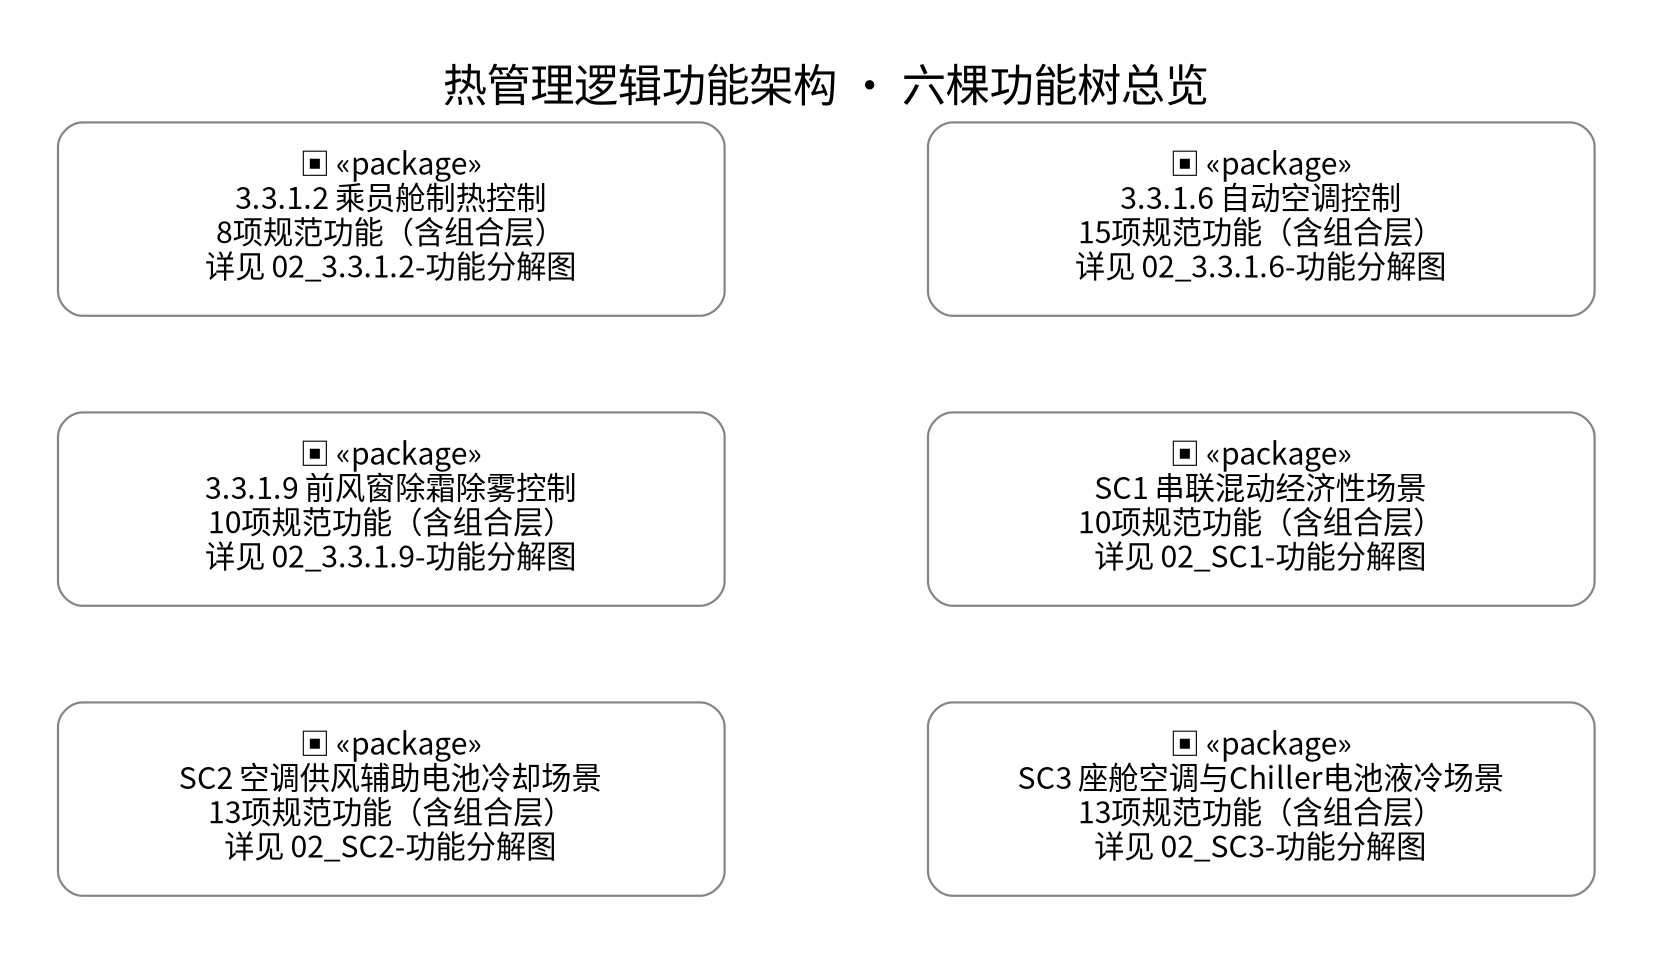 热管理逻辑功能架构 · 六棵功能树总览
▣ «package»
3.3.1.2 乘员舱制热控制
8项规范功能（含组合层）
详见 02_3.3.1.2-功能分解图
▣ «package»
3.3.1.6 自动空调控制
15项规范功能（含组合层）
详见 02_3.3.1.6-功能分解图
▣ «package»
3.3.1.9 前风窗除霜除雾控制
10项规范功能（含组合层）
详见 02_3.3.1.9-功能分解图
▣ «package»
SC1 串联混动经济性场景
10项规范功能（含组合层）
详见 02_SC1-功能分解图
▣ «package»
SC2 空调供风辅助电池冷却场景
13项规范功能（含组合层）
详见 02_SC2-功能分解图
▣ «package»
SC3 座舱空调与Chiller电池液冷场景
13项规范功能（含组合层）
详见 02_SC3-功能分解图